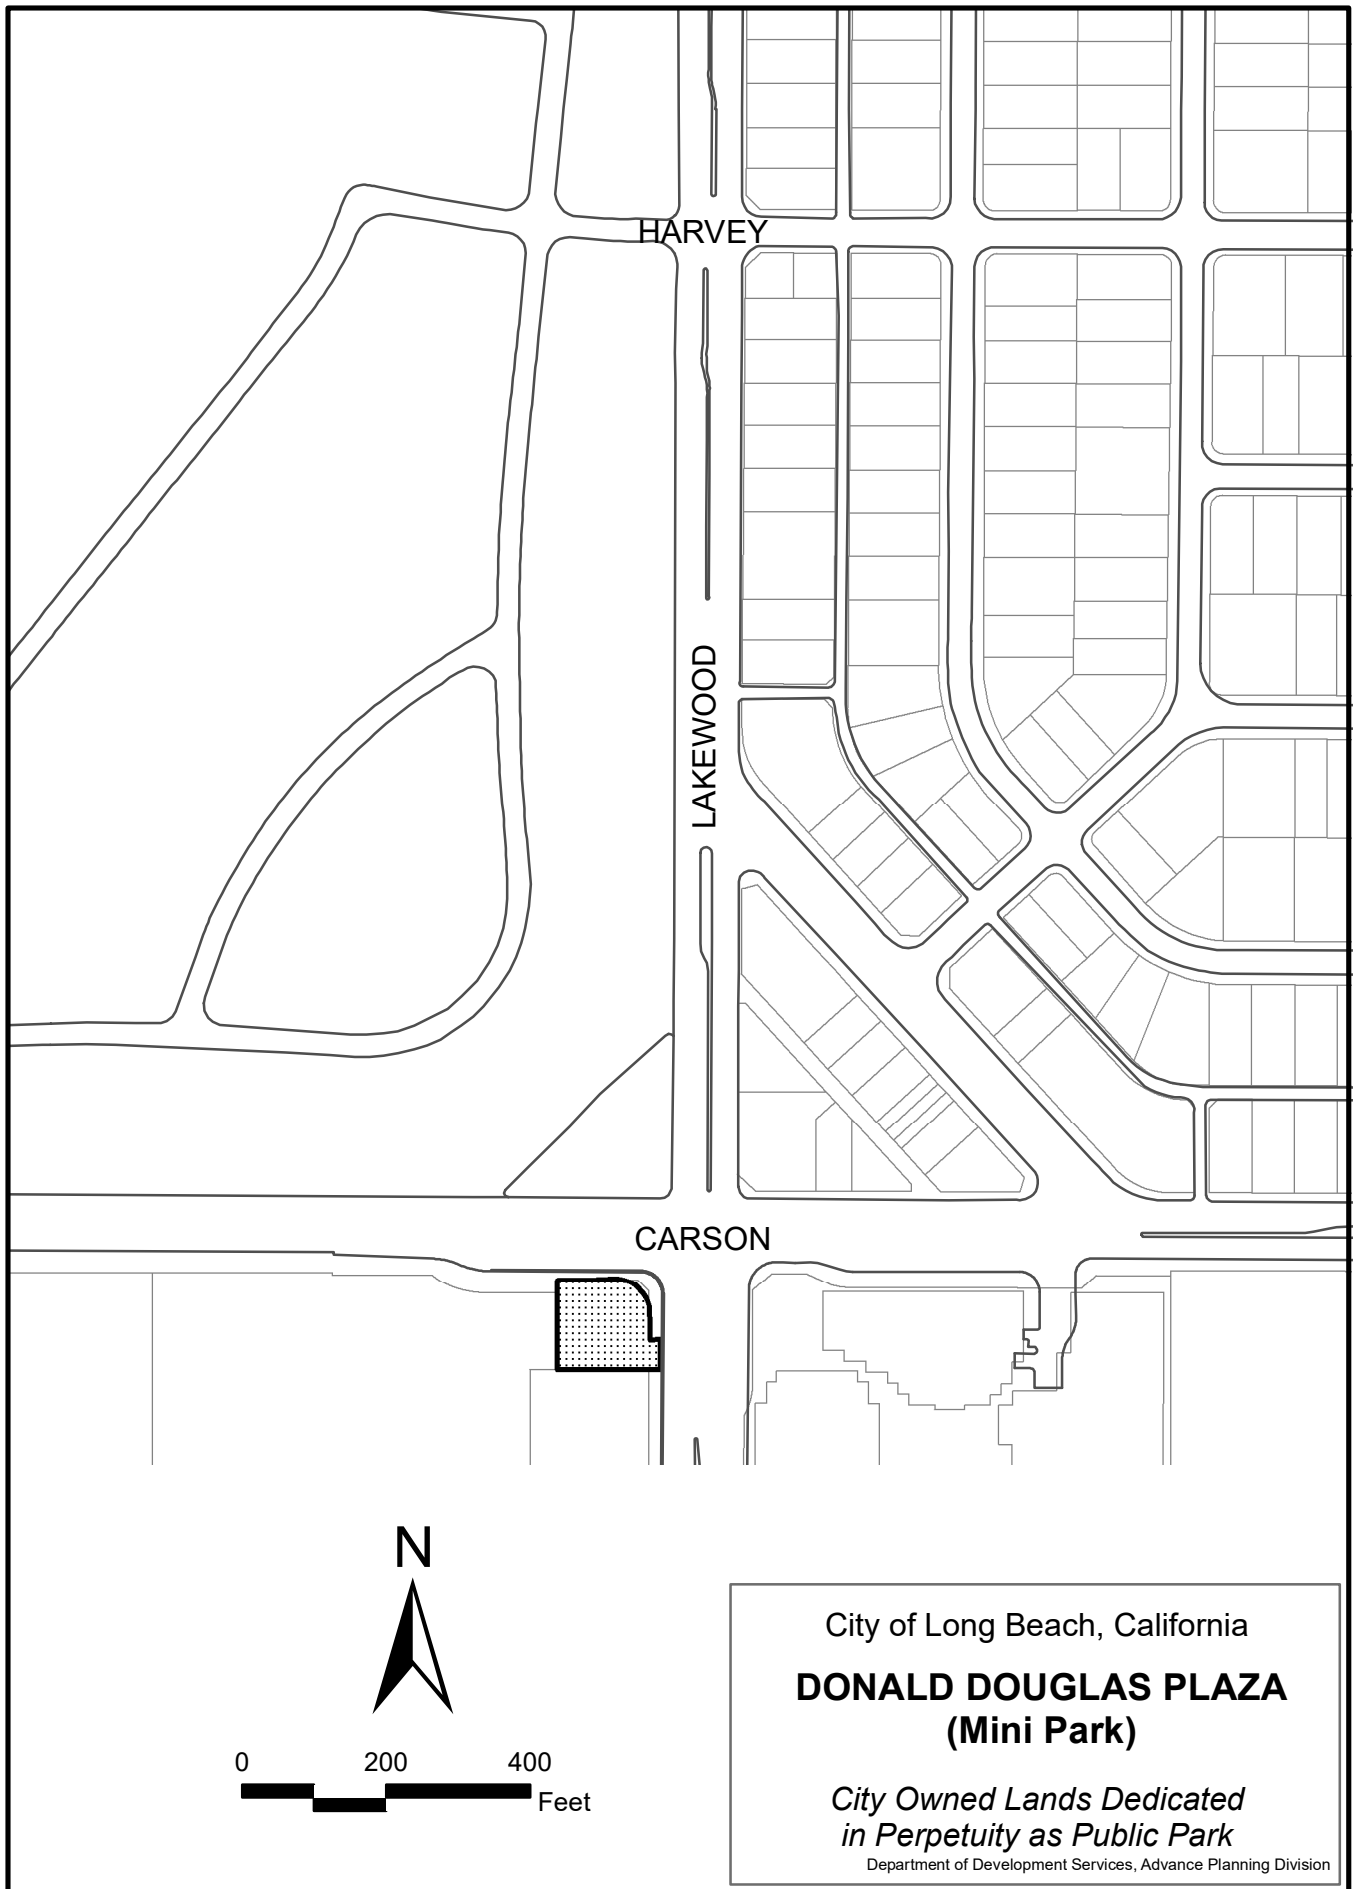 HARVEY
LAKEWOOD
CARSON
N
0 200 400
Feet
City of Long Beach, California
DONALD DOUGLAS PLAZA
(Mini Park)
City Owned Lands Dedicated
in Perpetuity as Public Park
Department of Development Services, Advance Planning Division